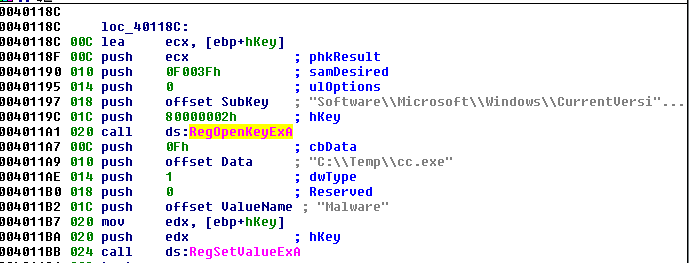 0040118C
0040118C loc_40118C:
0040118C 00C lea ecx, [ebp+hKey]
0040118F 00C push ecx ; phkResult
00401190 010 push 0F003Fh ; samDesired
00401195 014 push 0 ; ulOptions
00401197 018 push offset SubKey ; "Software\\Microsoft\\Windows\\CurrentVersi"...
0040119C 01C push 80000002h ; hKey
004011A1 020 call ds:RegOpenKeyExA
004011A7 00C push 0Fh ; cbData
004011A9 010 push offset Data ; "C:\\Temp\\cc.exe"
004011AE 014 push 1 ; dwType
004011B0 018 push 0 ; Reserved
004011B2 01C push offset ValueName ; "Malware"
004011B7 020 mov edx, [ebp+hKey]
004011BA 020 push edx ; hKey
004011BB 024 call ds:RegSetValueExA